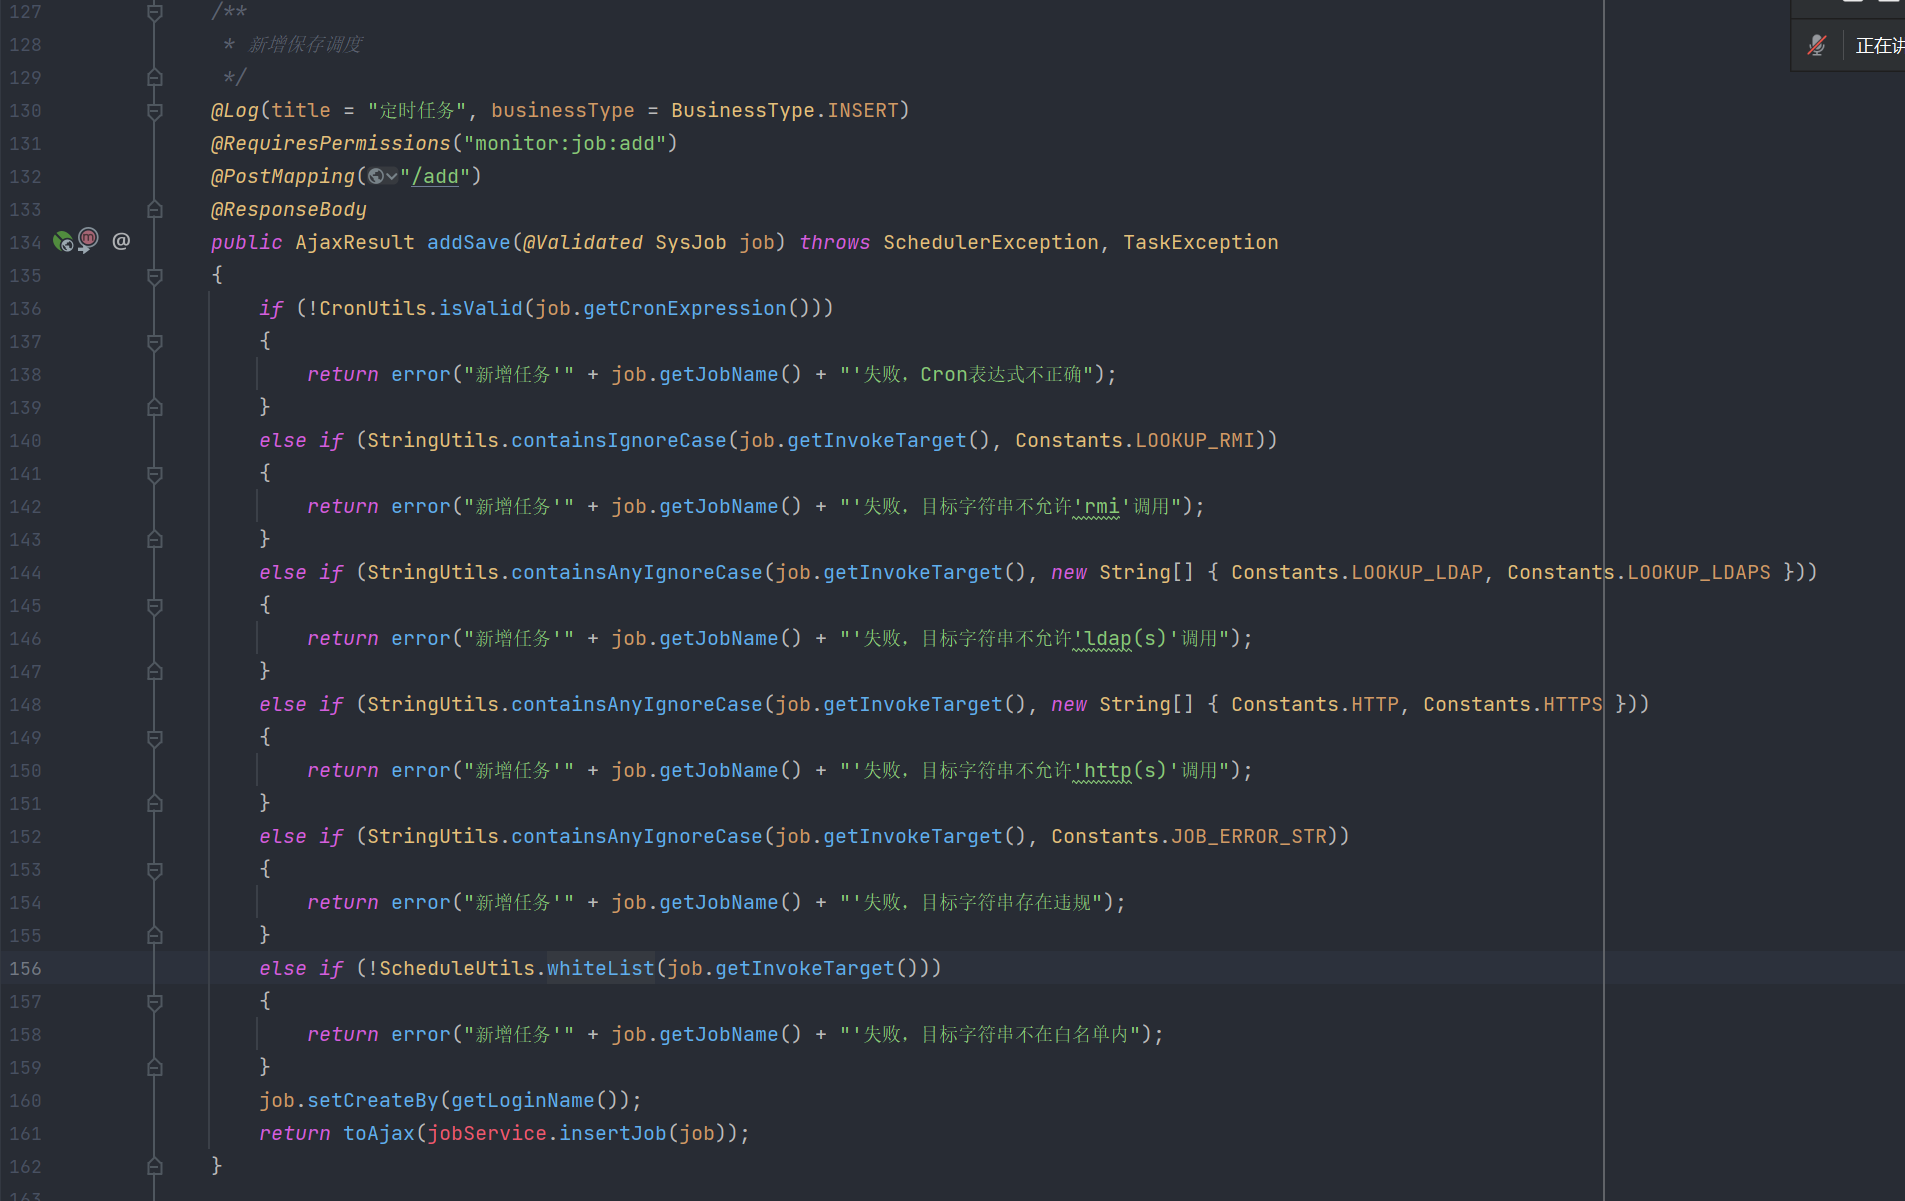 127 /**
128 * 新增保存调度
129 */
130 @Log(title = "定时任务", businessType = BusinessType.INSERT)
131 @RequiresPermissions("monitor:job:add")
132 @PostMapping("/add")
133 @ResponseBody
134 @ public AjaxResult addSave(@Validated SysJob job) throws SchedulerException, TaskException
135 {
136 if (!CronUtils.isValid(job.getCronExpression()))
137 {
138 return error("新增任务'" + job.getJobName() + "'失败，Cron表达式不正确");
139 }
140 else if (StringUtils.containsIgnoreCase(job.getInvokeTarget(), Constants.LOOKUP_RMI))
141 {
142 return error("新增任务'" + job.getJobName() + "'失败，目标字符串不允许'rmi'调用");
143 }
144 else if (StringUtils.containsAnyIgnoreCase(job.getInvokeTarget(), new String[] { Constants.LOOKUP_LDAP, Constants.LOOKUP_LDAPS }))
145 {
146 return error("新增任务'" + job.getJobName() + "'失败，目标字符串不允许'ldap(s)'调用");
147 }
148 else if (StringUtils.containsAnyIgnoreCase(job.getInvokeTarget(), new String[] { Constants.HTTP, Constants.HTTPS }))
149 {
150 return error("新增任务'" + job.getJobName() + "'失败，目标字符串不允许'http(s)'调用");
151 }
152 else if (StringUtils.containsAnyIgnoreCase(job.getInvokeTarget(), Constants.JOB_ERROR_STR))
153 {
154 return error("新增任务'" + job.getJobName() + "'失败，目标字符串存在违规");
155 }
156 else if (!ScheduleUtils.whiteList(job.getInvokeTarget()))
157 {
158 return error("新增任务'" + job.getJobName() + "'失败，目标字符串不在白名单内");
159 }
160 job.setCreateBy(getLoginName());
161 return toAjax(jobService.insertJob(job));
162 }
163
正在讲